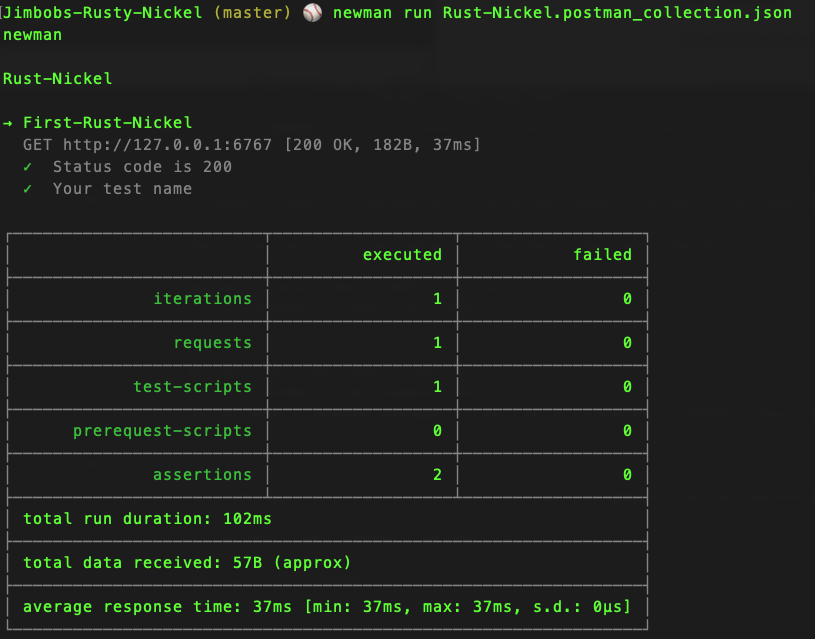 Jimbobs-Rusty-Nickel (master) ⚾ newman run Rust-Nickel.postman_collection.json
newman
Rust-Nickel
→ First-Rust-Nickel
GET http://127.0.0.1:6767 [200 OK, 182B, 37ms]
✓ Status code is 200
✓ Your test name
executed failed
iterations 1 0
requests 1 0
test-scripts 1 0
prerequest-scripts 0 0
assertions 2 0
total run duration: 102ms
total data received: 57B (approx)
average response time: 37ms [min: 37ms, max: 37ms, s.d.: 0µs]